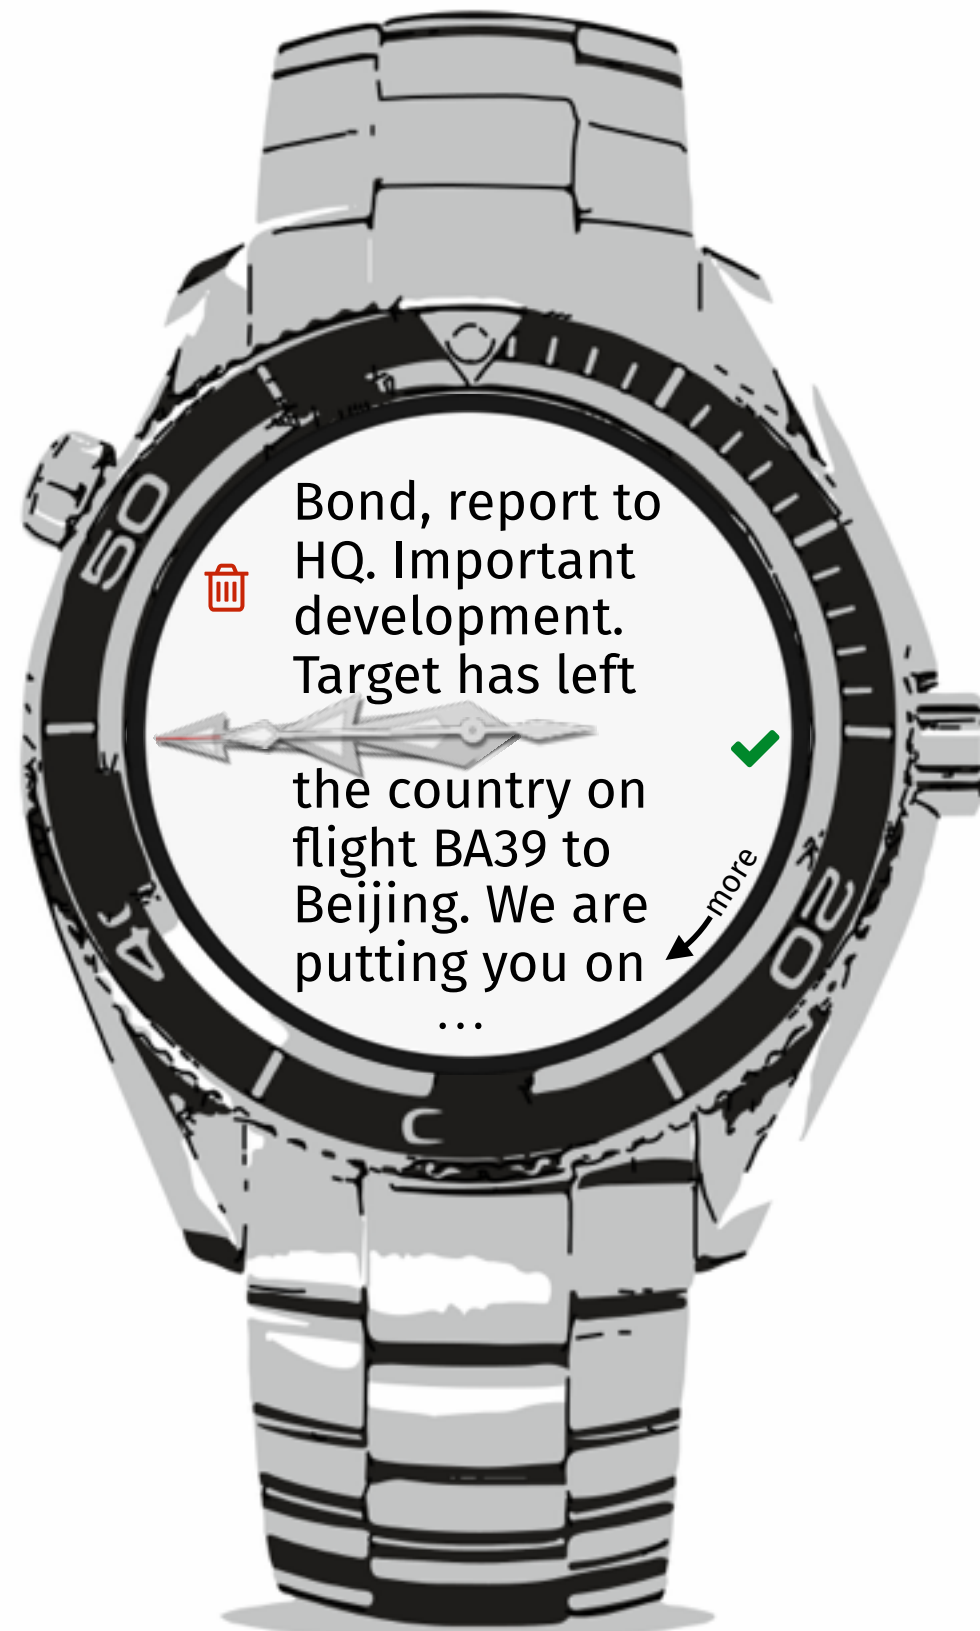 Bond, report to
HQ. Important
development.
Target has left
the country on
flight BA39 to
Beijing. We are
putting you on
...
more
50
20